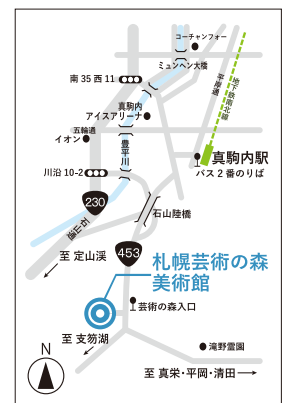 コーチャンフォー
ミュンヘン大橋
南35西11
地下鉄南北線
平岸通
真駒内
アイスアリーナ
五輪通
イオン
豊平川
真駒内駅
バス2番のりば
川沿10-2
230
石山通
石山陸橋
至 定山渓
453
札幌芸術の森
美術館
芸術の森入口
至 支笏湖
N
滝野霊園
至 真栄・平岡・清田